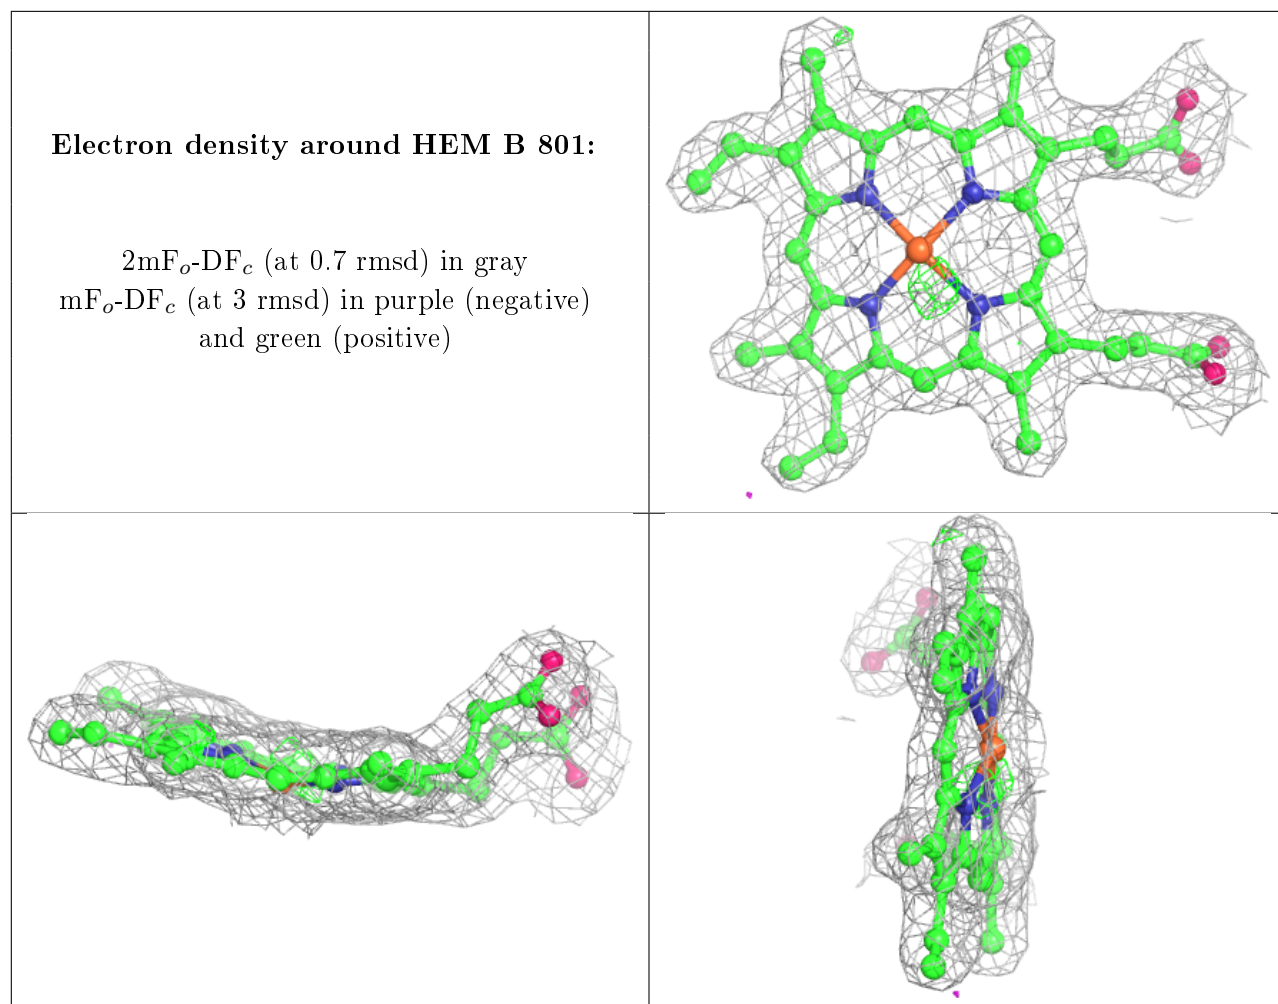 Electron density around HEM B 801:
2mFₒ-DF𝒸 (at 0.7 rmsd) in gray
mFₒ-DF𝒸 (at 3 rmsd) in purple (negative)
and green (positive)